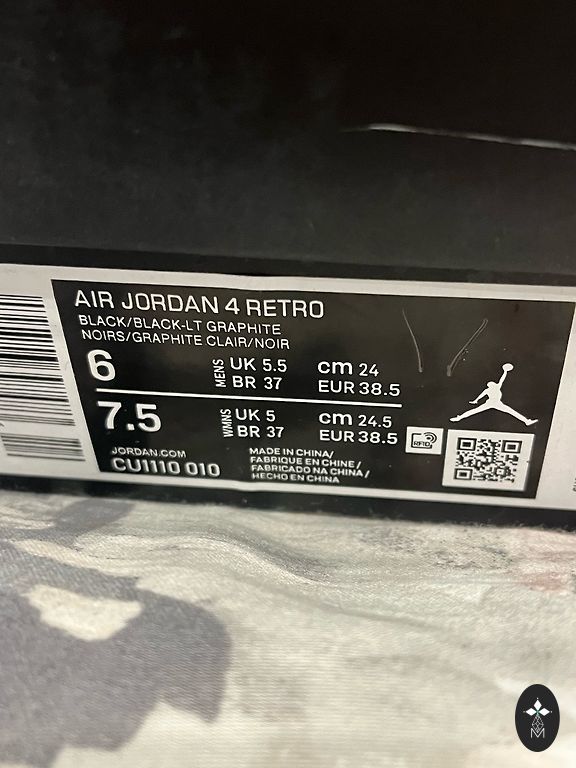 AIR JORDAN 4 RETRO
BLACK/BLACK-LT GRAPHITE
NOIRS/GRAPHITE CLAIR/NOIR
6 MENS UK 5.5 cm 24
BR 37 EUR 38.5
7.5 WMNS UK 5 cm 24.5
BR 37 EUR 38.5
RFID
JORDAN.COM
CU1110 010
MADE IN CHINA/
FABRIQUE EN CHINE/
FABRICADO NA CHINA/
HECHO EN CHINA
M